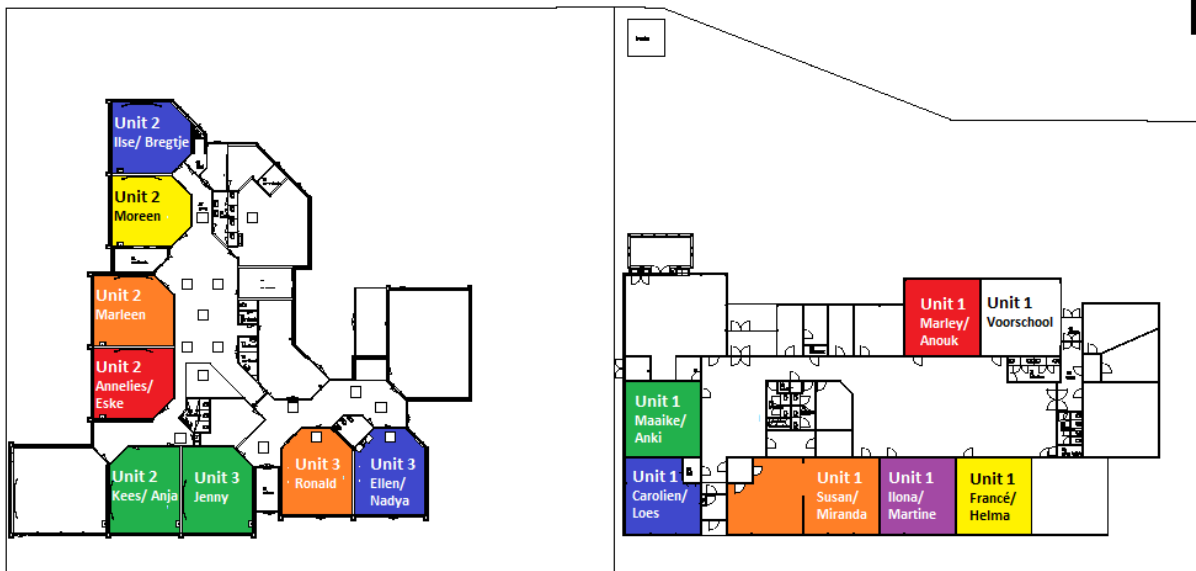 Unit 2
Ilse/ Bregtje
Unit 2
Moreen
Unit 2
Marleen
Unit 2
Annelies/
Eske
Unit 2
Kees/ Anja
Unit 3
Jenny
Unit 3
Ronald
Unit 3
Ellen/
Nadya
Unit 1
Marley/
Anouk
Unit 1
Voorschool
Unit 1
Maaike/
Anki
Unit 1
Carolien/
Loes
Unit 1
Susan/
Miranda
Unit 1
Ilona/
Martine
Unit 1
Francé/
Helma